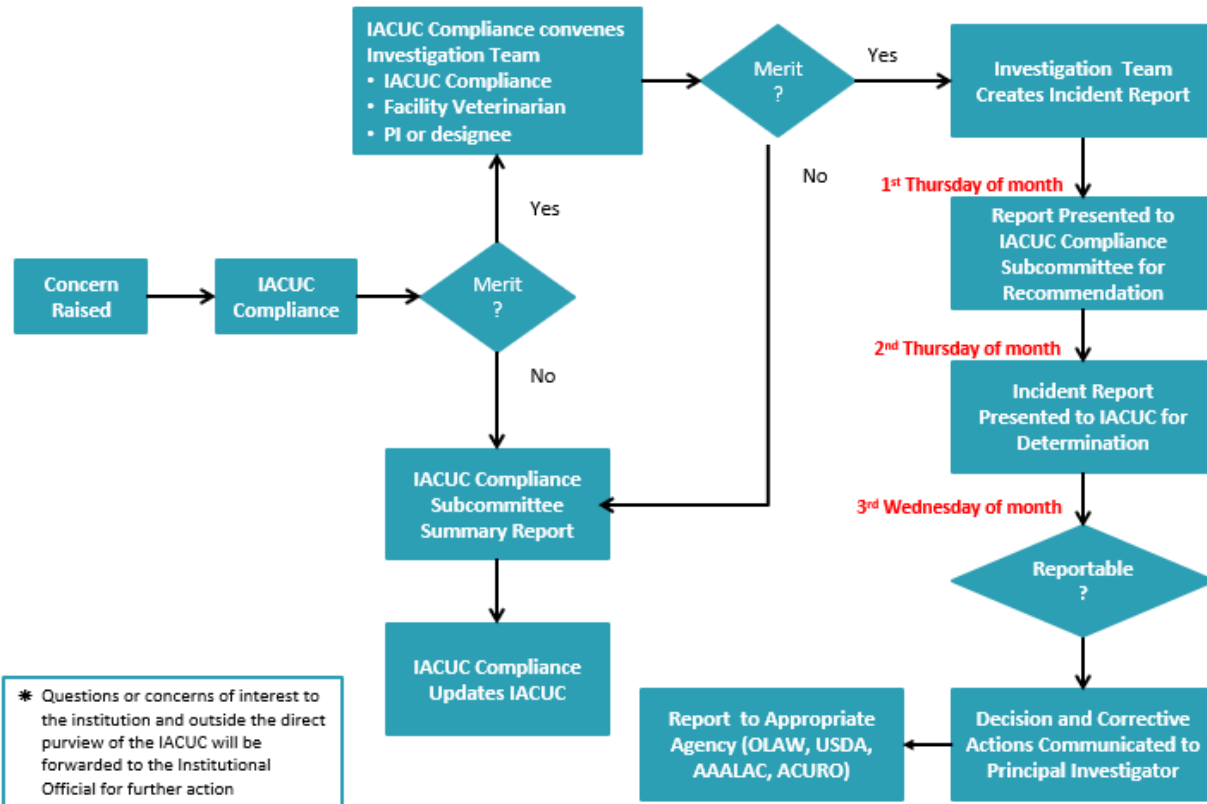 IACUC Compliance convenes
Investigation Team
• IACUC Compliance
• Facility Veterinarian
• PI or designee
Merit
?
Yes
Investigation Team
Creates Incident Report
No
1st Thursday of month
Yes
Report Presented to
IACUC Compliance
Subcommittee for
Recommendation
Concern
Raised
IACUC
Compliance
Merit
?
2nd Thursday of month
No
Incident Report
Presented to IACUC for
Determination
IACUC Compliance
Subcommittee
Summary Report
3rd Wednesday of month
Reportable
?
IACUC Compliance
Updates IACUC
Report to Appropriate
Agency (OLAW, USDA,
AAALAC, ACURO)
Decision and Corrective
Actions Communicated to
Principal Investigator
✱ Questions or concerns of interest to
the institution and outside the direct
purview of the IACUC will be
forwarded to the Institutional
Official for further action